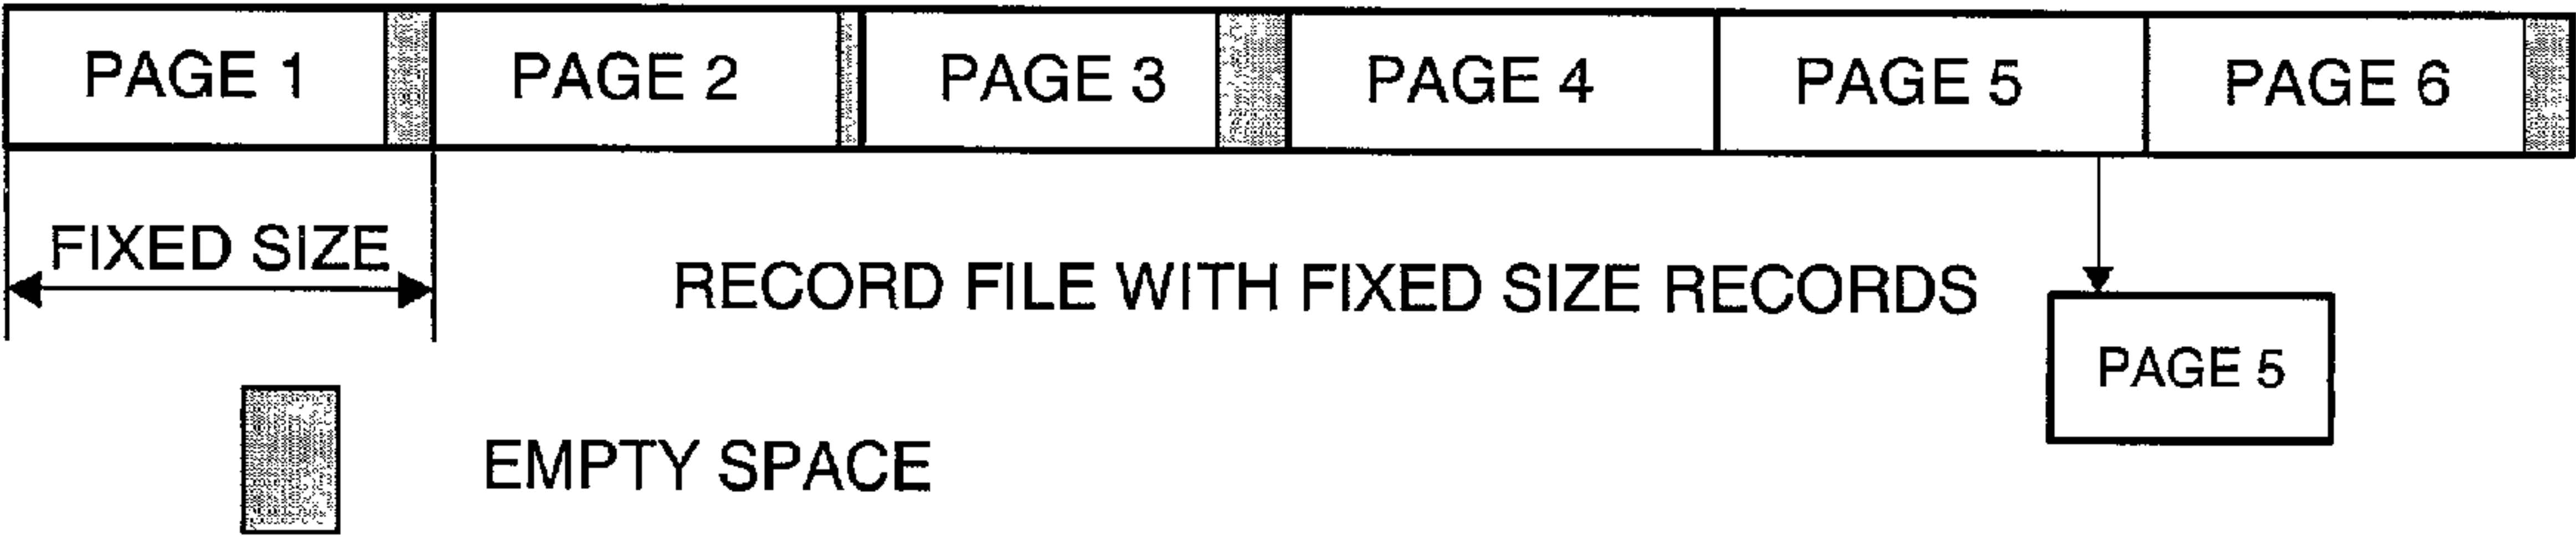 PAGE 1 PAGE 2 PAGE 3 PAGE 4 PAGE 5 PAGE 6
FIXED SIZE
RECORD FILE WITH FIXED SIZE RECORDS
PAGE 5
EMPTY SPACE